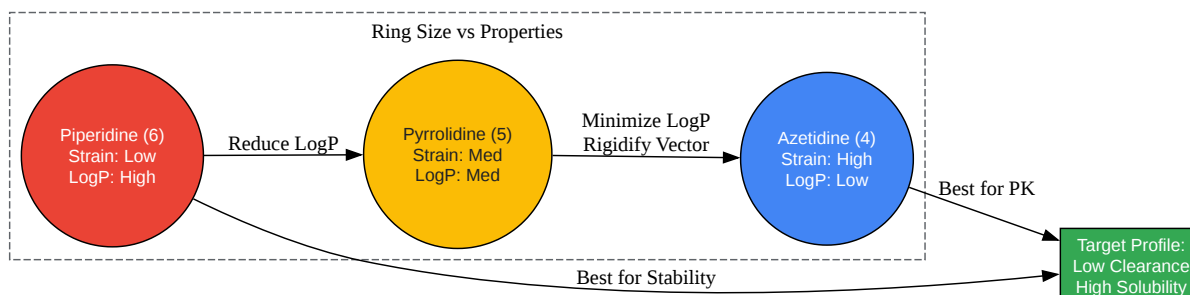 Ring Size vs Properties
Piperidine (6)
Strain: Low
LogP: High
Reduce LogP
Pyrrolidine (5)
Strain: Med
LogP: Med
Minimize LogP
Rigidify Vector
Azetidine (4)
Strain: High
LogP: Low
Best for PK
Best for Stability
Target Profile:
Low Clearance
High Solubility